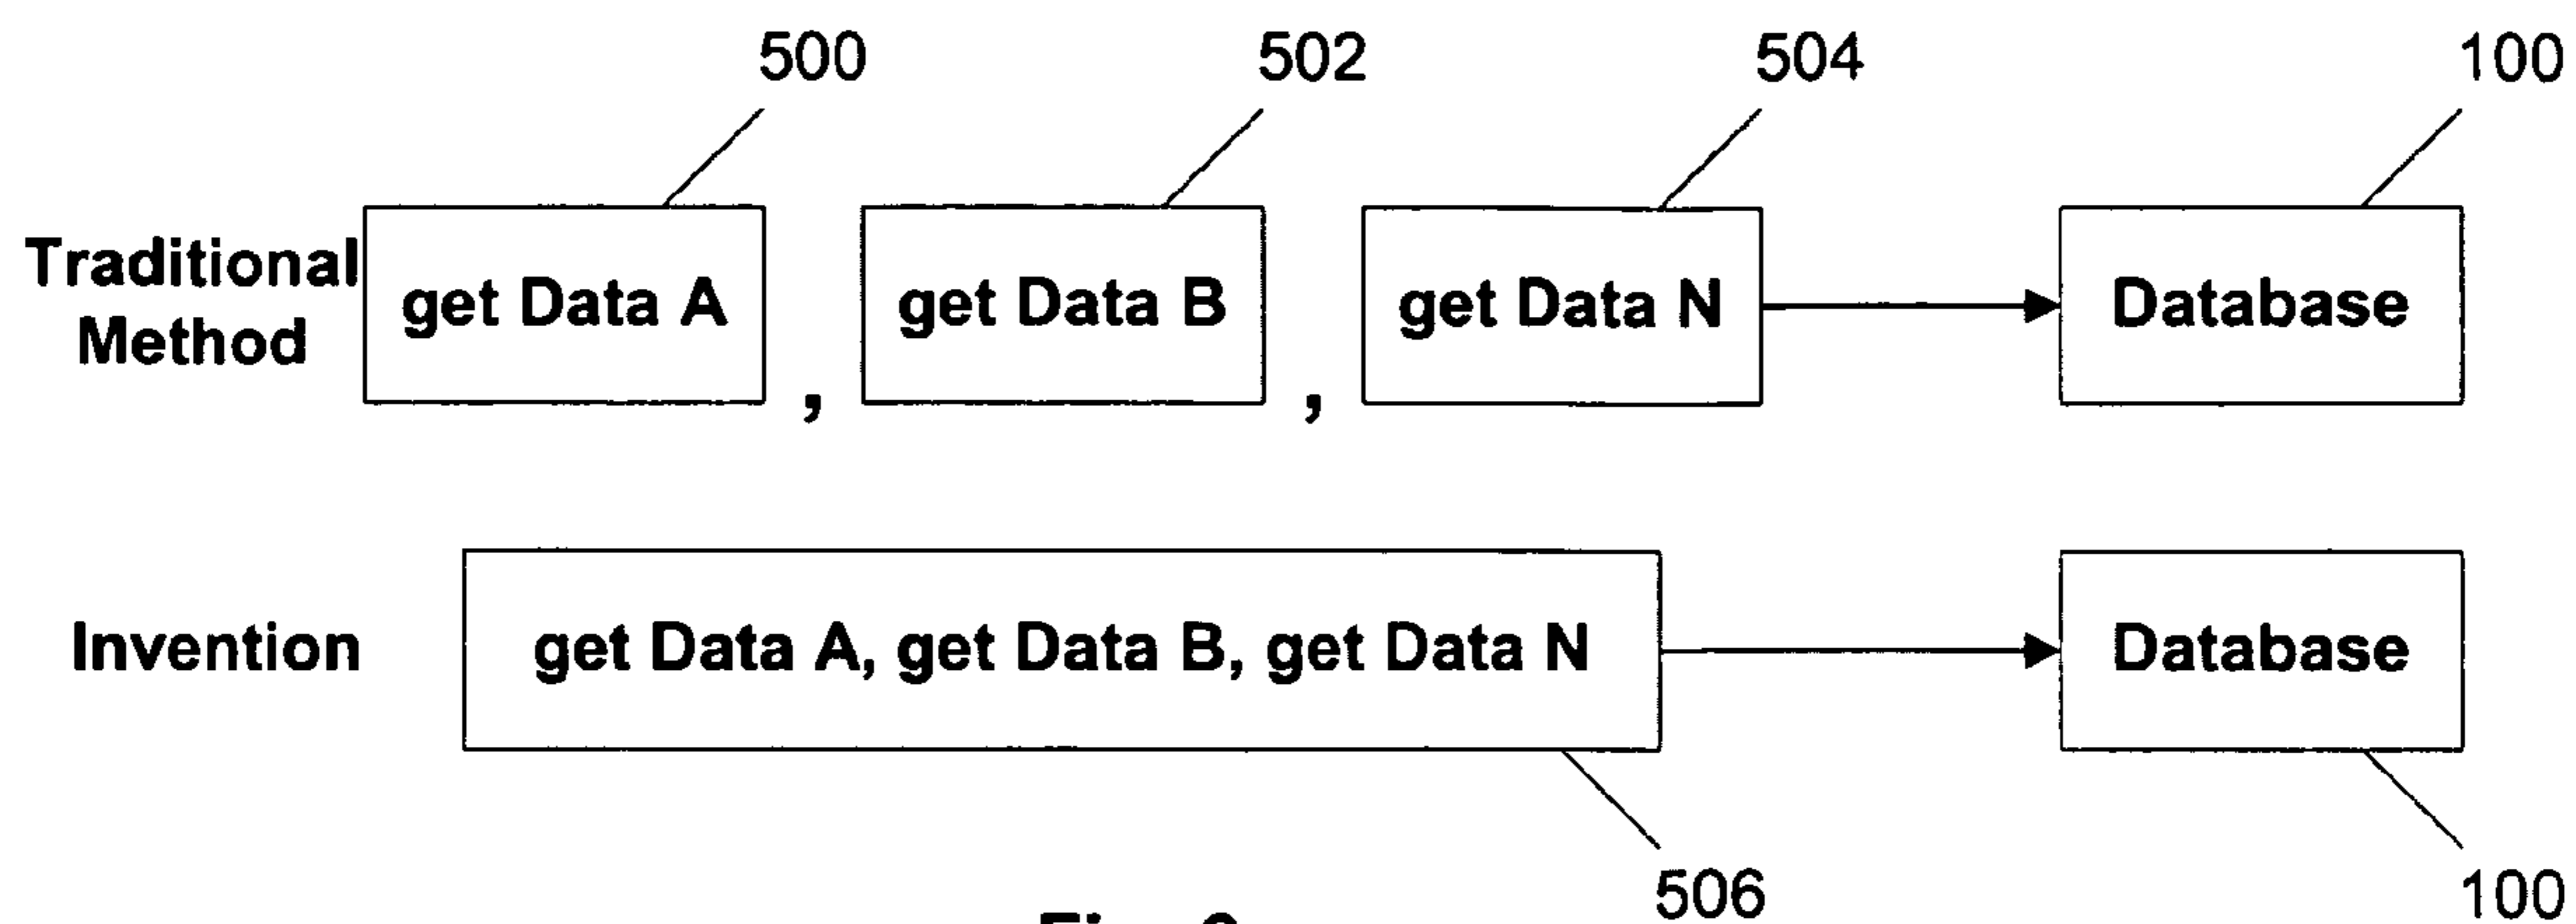 500 502 504 100
Traditional
Method
get Data A , get Data B , get Data N Database
Invention get Data A, get Data B, get Data N Database
506 100